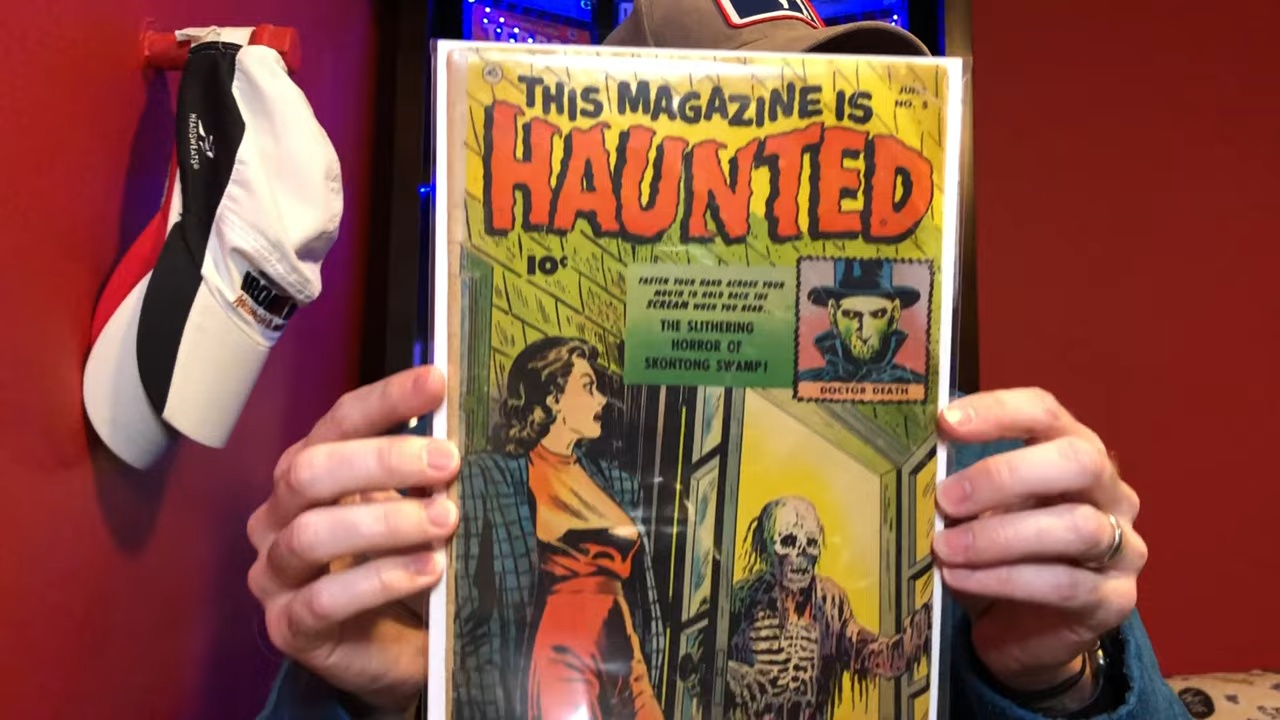 THIS MAGAZINE IS
HAUNTED
NO. 5
10¢
FASTEN YOUR HAND ACROSS YOUR
MOUTH TO HOLD BACK THE
SCREAM WHEN YOU READ..
THE SLITHERING
HORROR OF
SKONTONG SWAMP!
DOCTOR DEATH
HEADSWEATS